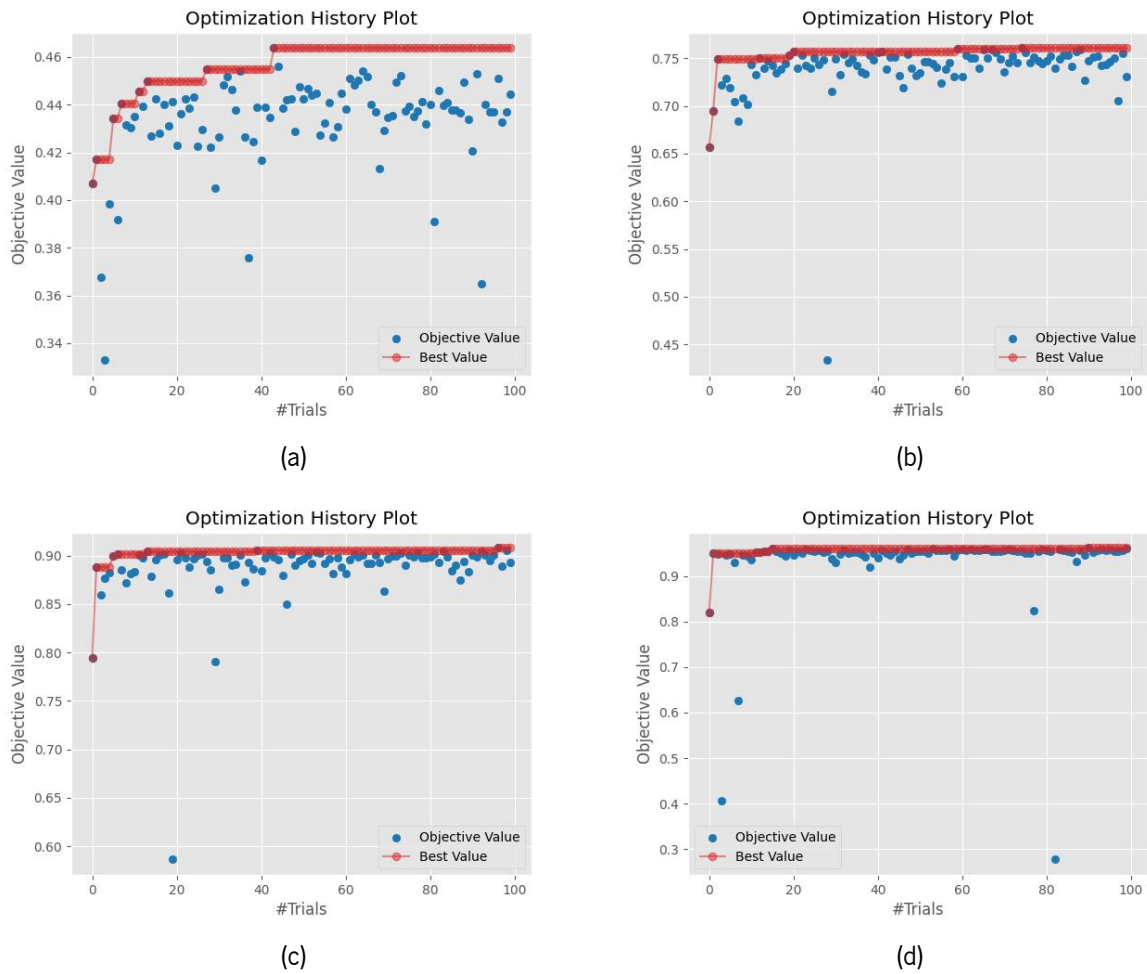 Optimization History Plot
Objective Value
0.46
0.44
0.42
0.40
0.38
0.36
0.34
Objective Value
Best Value
0
20
40
60
80
100
#Trials
(a)
Optimization History Plot
Objective Value
0.75
0.70
0.65
0.60
0.55
0.50
0.45
Objective Value
Best Value
0
20
40
60
80
100
#Trials
(b)
Optimization History Plot
Objective Value
0.90
0.85
0.80
0.75
0.70
0.65
0.60
Objective Value
Best Value
0
20
40
60
80
100
#Trials
(c)
Optimization History Plot
Objective Value
0.9
0.8
0.7
0.6
0.5
0.4
0.3
Objective Value
Best Value
0
20
40
60
80
100
#Trials
(d)